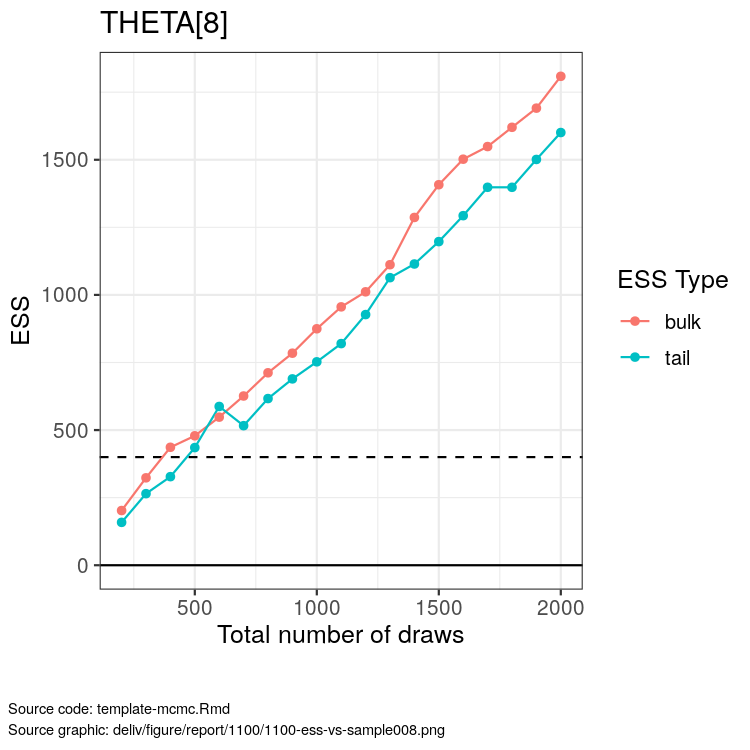 THETA[8]
1500
1000
500
0
ESS
500 1000 1500 2000
Total number of draws
ESS Type
bulk
tail
Source code: template-mcmc.Rmd
Source graphic: deliv/figure/report/1100/1100-ess-vs-sample008.png